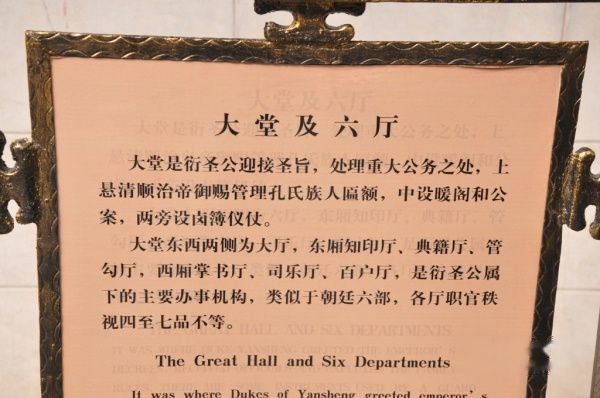 大堂及六厅
大堂是衍圣公迎接圣旨，处理重大公务之处，上
悬清顺治帝御赐管理孔氏族人匾额，中设暖阁和公
案，两旁设卤簿仪仗。
大堂东西两侧为大厅，东厢知印厅、典籍厅、管
勾厅，西厢掌书厅、司乐厅、百户厅，是衍圣公属
下的主要办事机构，类似于朝廷六部，各厅职官秩
视四至七品不等。
The Great Hall and Six Departments
It was where Dukes of Yansheng greeted emperor's